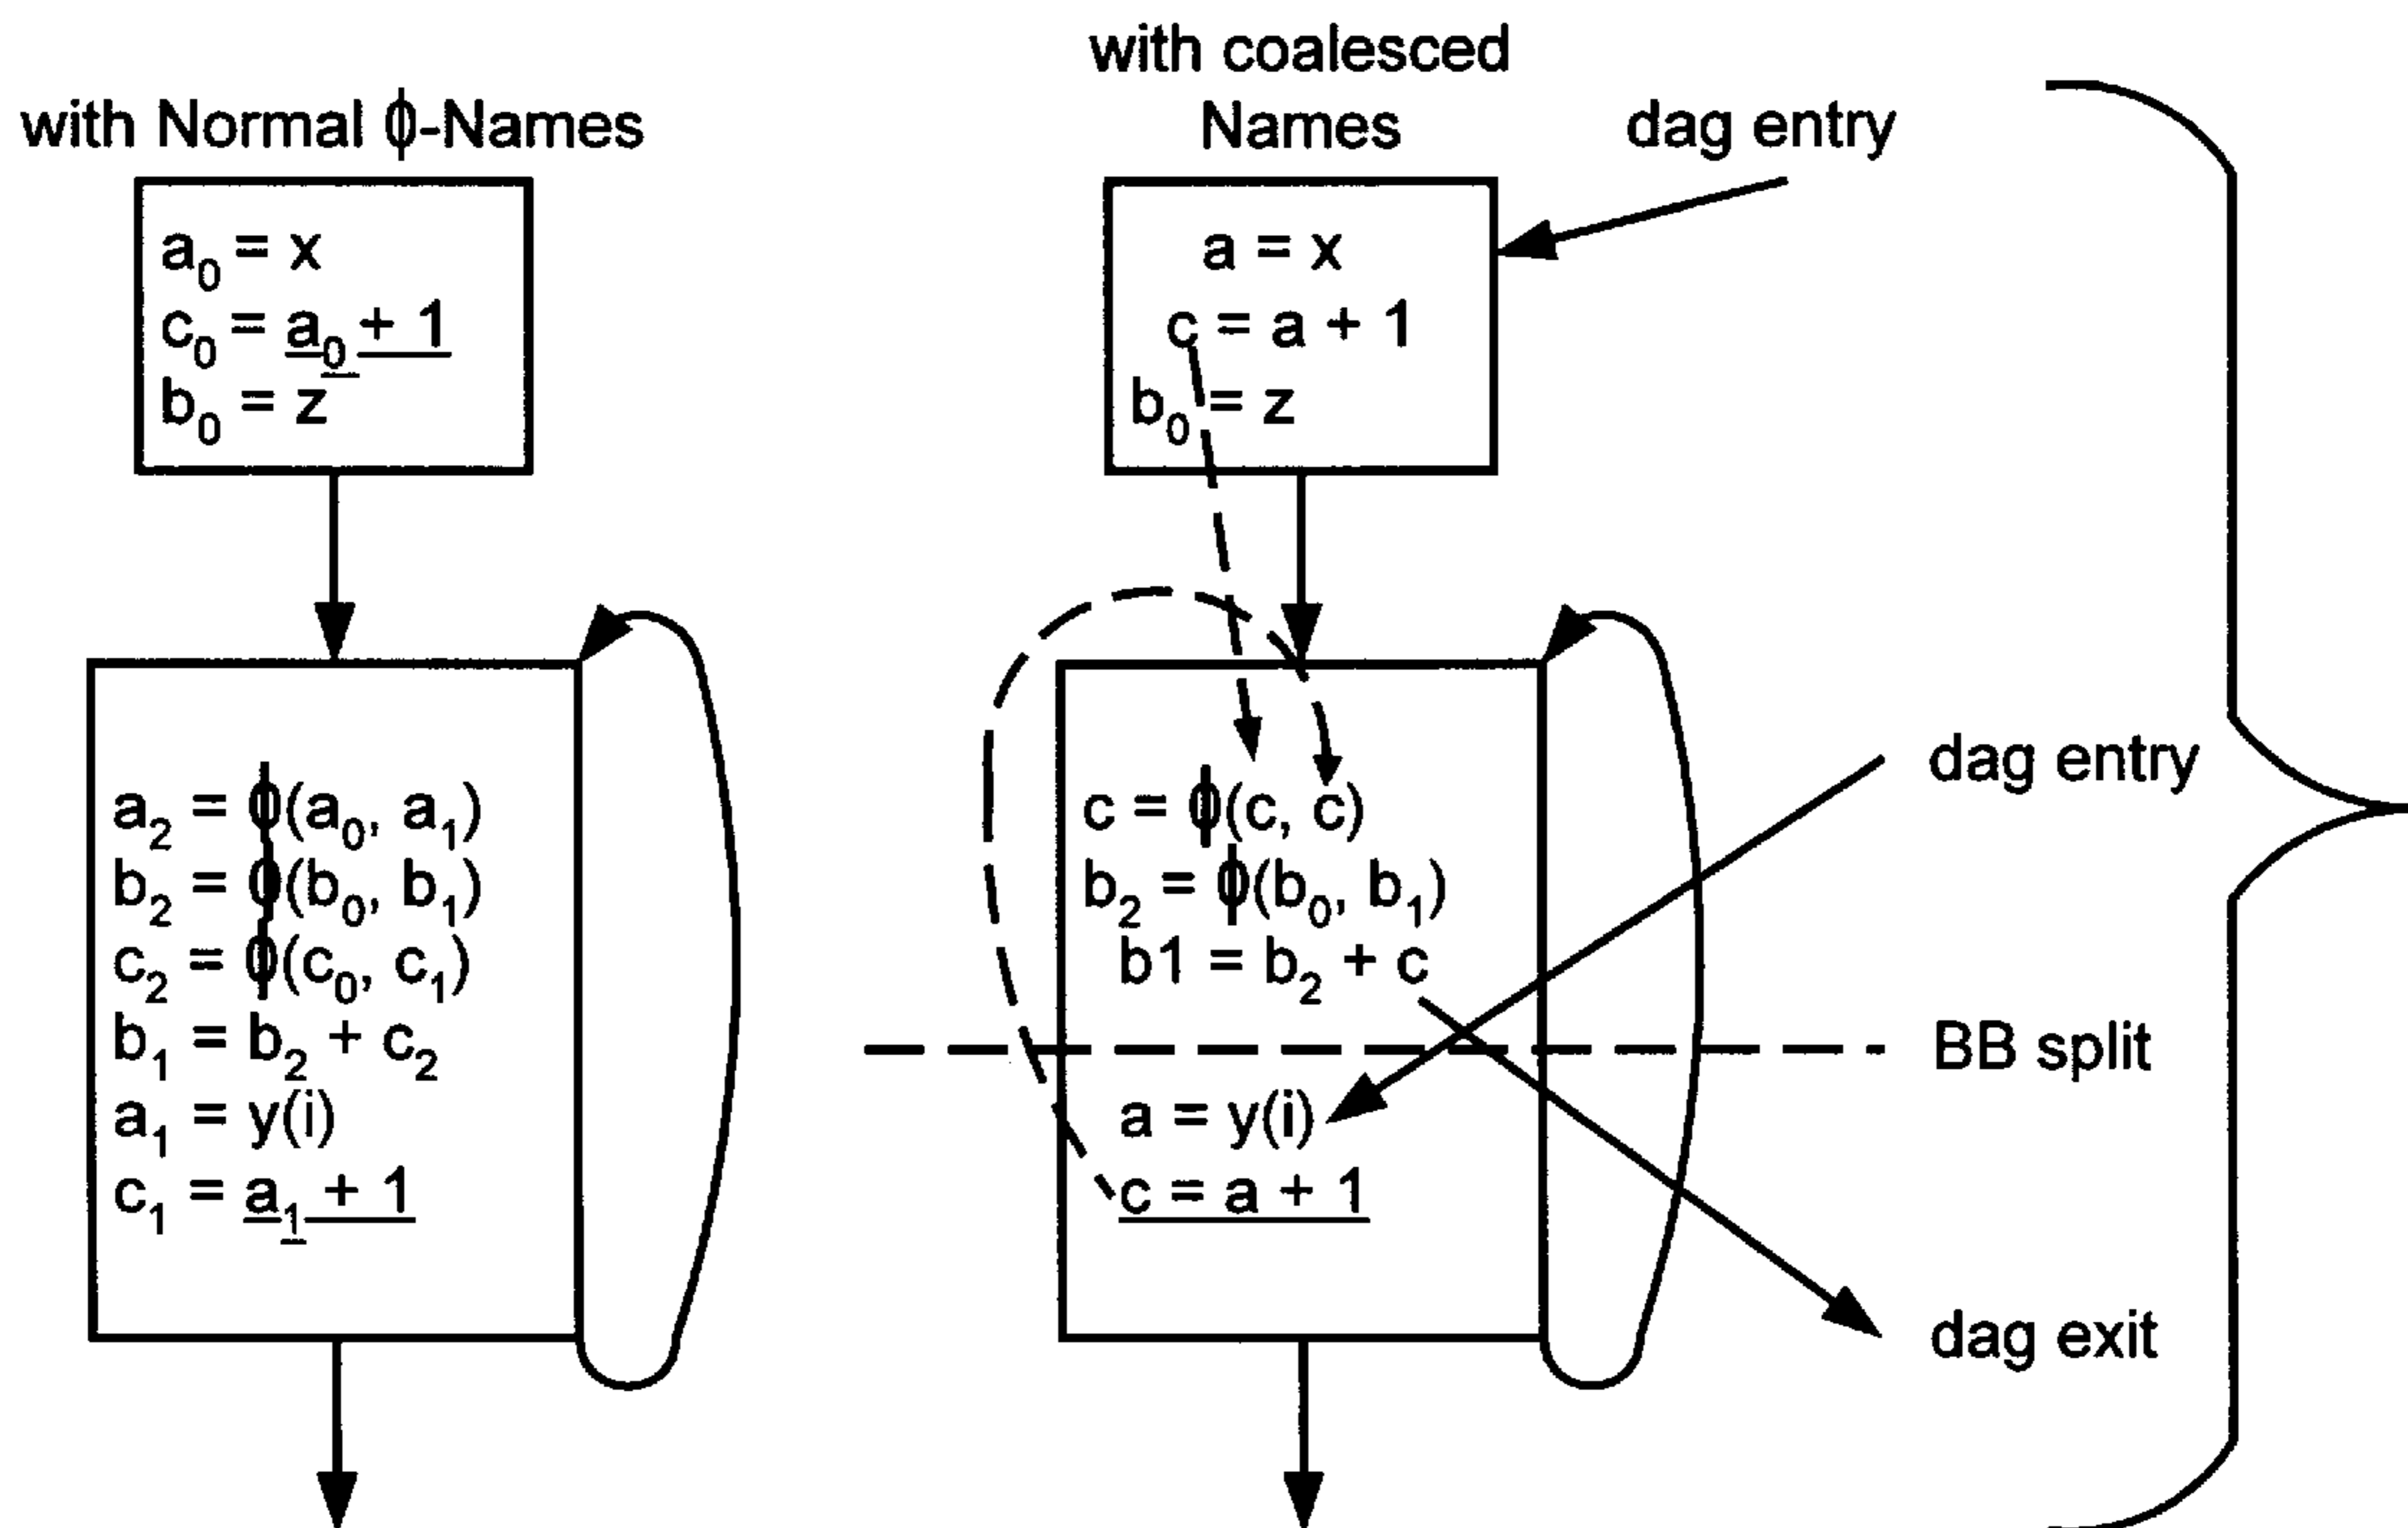 with Normal ϕ-Names
a₀ = x
c₀ = a₀ + 1
b₀ = z
a₂ = ϕ(a₀, a₁)
b₂ = ϕ(b₀, b₁)
c₂ = ϕ(c₀, c₁)
b₁ = b₂ + c₂
a₁ = y(i)
c₁ = a₁ + 1
with coalesced
Names
a = x
c = a + 1
b₀ = z
c = ϕ(c, c)
b₂ = ϕ(b₀, b₁)
b1 = b₂ + c
a = y(i)
c = a + 1
dag entry
dag entry
BB split
dag exit